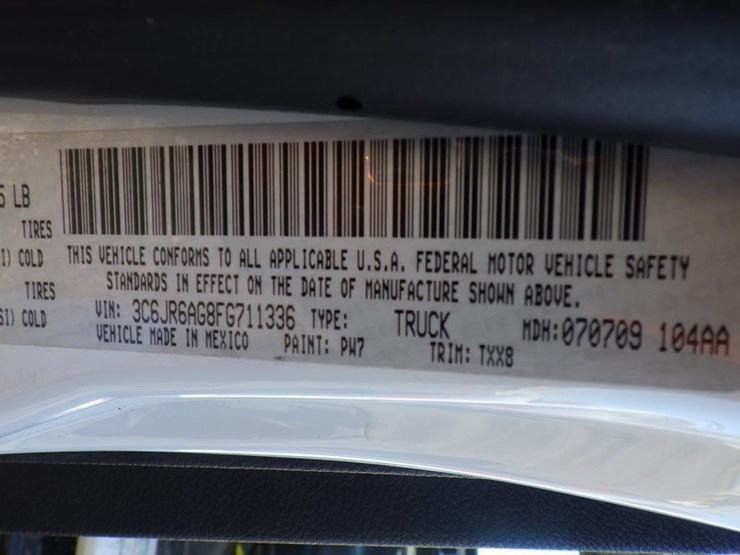 5 LB
TIRES
I) COLD
TIRES
SI) COLD
THIS VEHICLE CONFORMS TO ALL APPLICABLE U.S.A. FEDERAL MOTOR VEHICLE SAFETY
STANDARDS IN EFFECT ON THE DATE OF MANUFACTURE SHOWN ABOVE.
VIN: 3C6JR6AG8FG711336 TYPE: TRUCK MDH:070709 104AA
VEHICLE MADE IN MEXICO PAINT: PW7 TRIM: TXX8